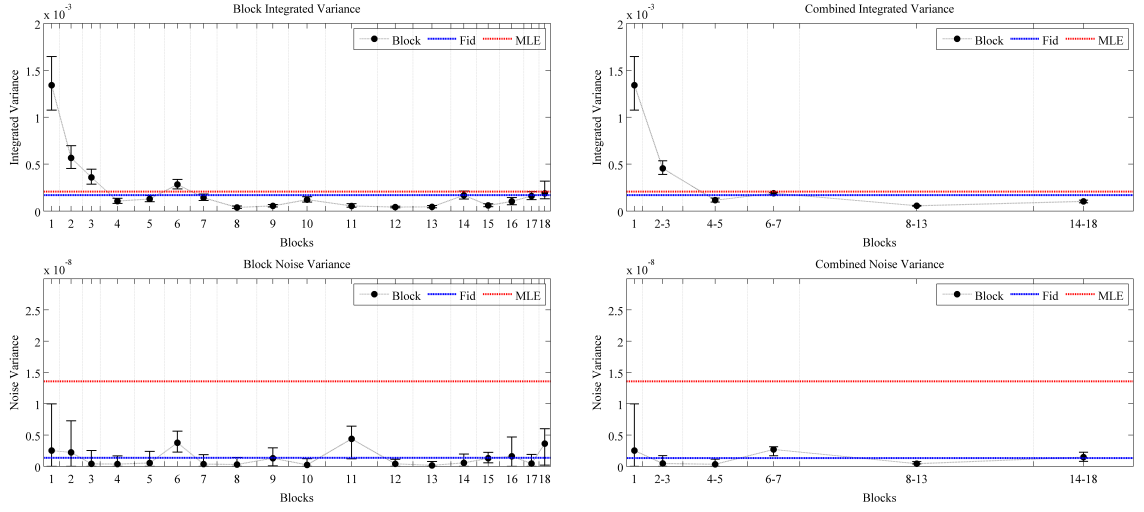 Block Integrated Variance
x 10-3
2
1.5
1
0.5
0
Integrated Variance
Block Fid MLE
1 2 3 4 5 6 7 8 9 10 11 12 13 14 15 16 17 18
Blocks
Combined Integrated Variance
x 10-3
2
1.5
1
0.5
0
Integrated Variance
Block Fid MLE
1 2-3 4-5 6-7 8-13 14-18
Blocks
Block Noise Variance
x 10-8
2.5
2
1.5
1
0.5
0
Noise Variance
Block Fid MLE
1 2 3 4 5 6 7 8 9 10 11 12 13 14 15 16 17 18
Blocks
Combined Noise Variance
x 10-8
2.5
2
1.5
1
0.5
0
Noise Variance
Block Fid MLE
1 2-3 4-5 6-7 8-13 14-18
Blocks